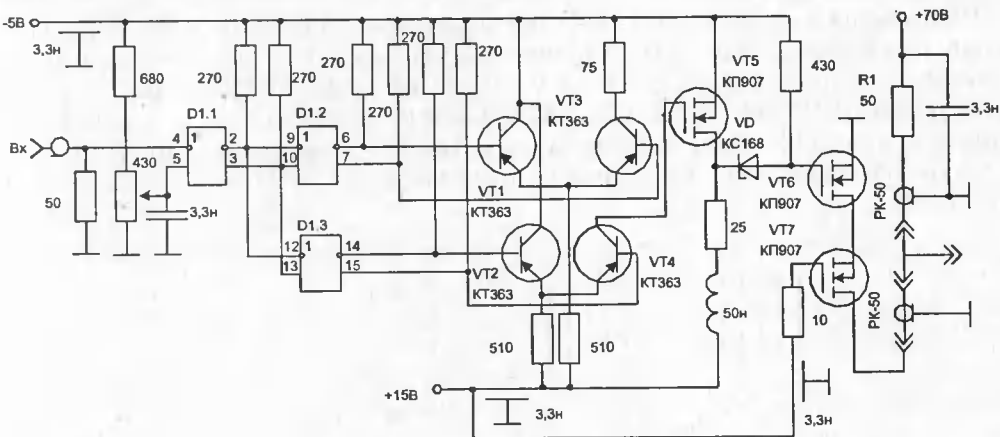 -5В
+70В
3,3н
270
270
680
270
270
270
270
75
VT5
КП907
430
R1
50
3,3н
D1.1
D1.2
VT3
КТ363
VD
КС168
Вх
4
1
2
5
3
9
1
6
10
7
430
50
3,3н
VT1
КТ363
VT6
КП907
РК-50
D1.3
12
1
14
13
15
VT2
КТ363
VT4
КТ363
25
VT7
КП907
50н
10
РК-50
510
510
+15В
3,3н
3,3н